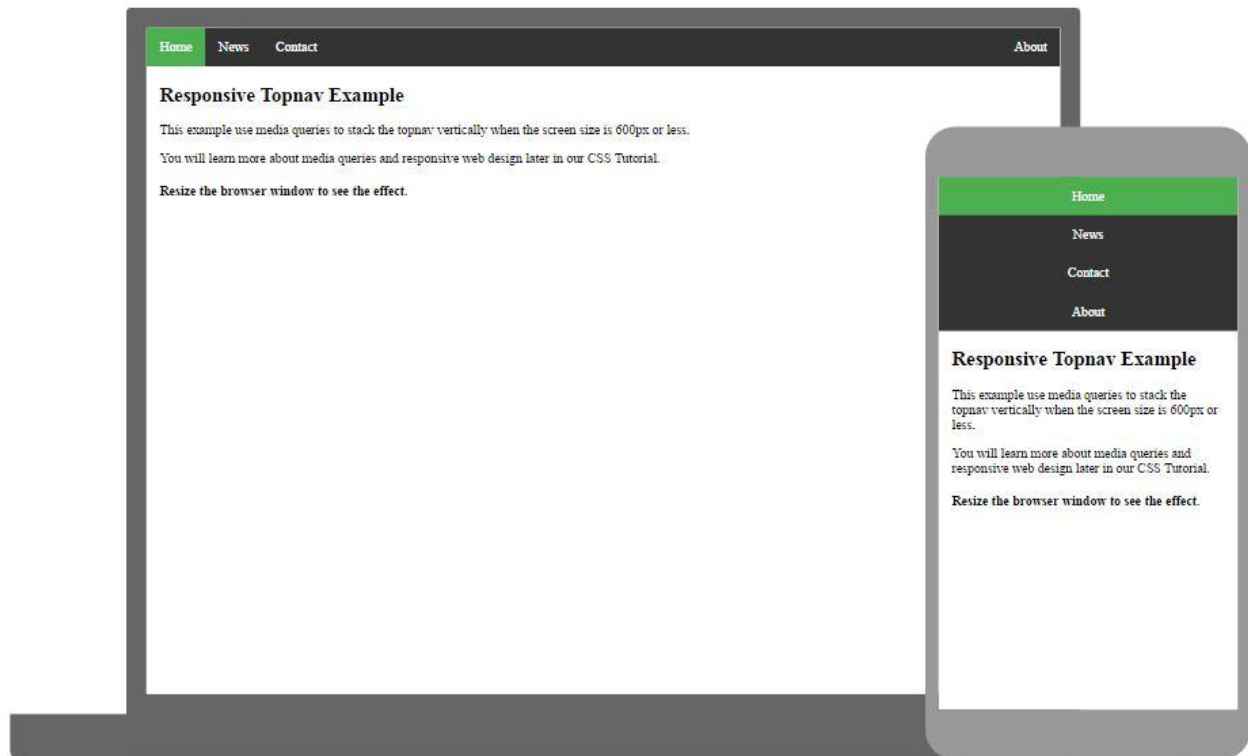 Home News Contact About
Responsive Topnav Example
This example use media queries to stack the topnav vertically when the screen size is 600px or less.
You will learn more about media queries and responsive web design later in our CSS Tutorial.
Resize the browser window to see the effect.
Home
News
Contact
About
Responsive Topnav Example
This example use media queries to stack the
topnav vertically when the screen size is 600px or
less.
You will learn more about media queries and
responsive web design later in our CSS Tutorial.
Resize the browser window to see the effect.